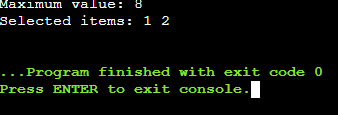 Maximum value: 8
Selected items: 1 2
...Program finished with exit code 0
Press ENTER to exit console.